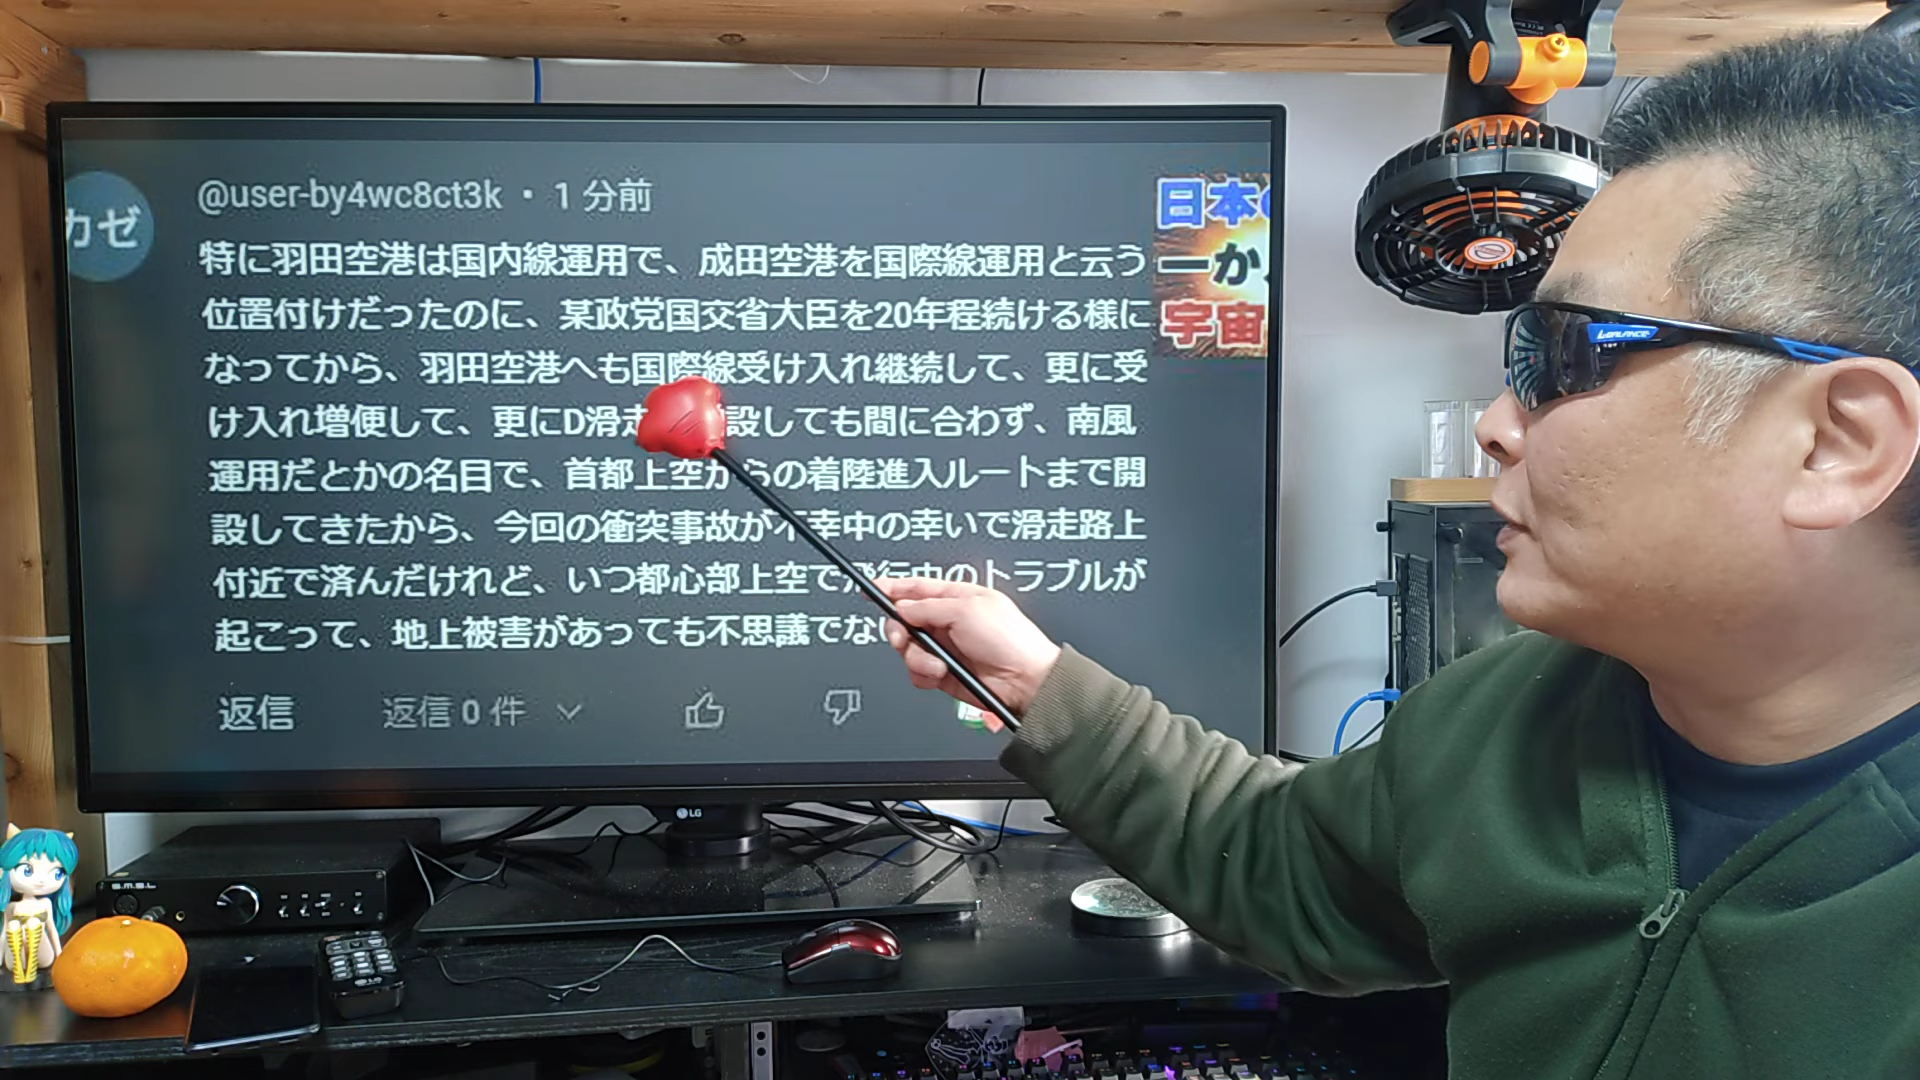 カゼ
@user-by4wc8ct3k・1 分前
特に羽田空港は国内線運用で、成田空港を国際線運用と云う
位置付けだったのに、某政党国交省大臣を20年程続ける様に
なってから、羽田空港へも国際線受け入れ継続して、更に受
け入れ増便して、更にD滑走 設しても間に合わず、南風
運用だとかの名目で、首都上空からの着陸進入ルートまで開
設してきたから、今回の衝突事故が不幸中の幸いで滑走路上
付近で済んだけれど、いつ都心部上空で飛行中のトラブルが
起こって、地上被害があっても不思議でない
返信
返信 0 件
日本の
一か
宇宙
LG
S.M.S.L
LG
L-BALANCE